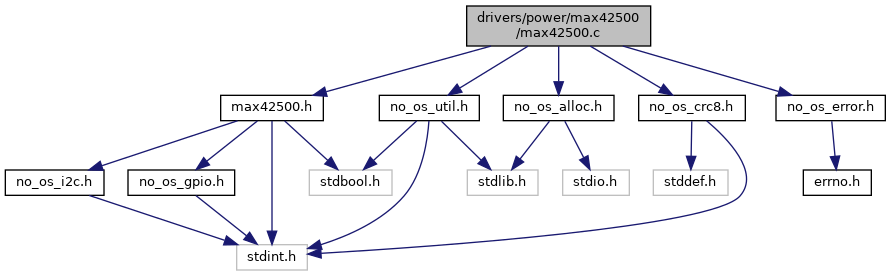 drivers/power/max42500
/max42500.c
max42500.h
no_os_util.h
no_os_alloc.h
no_os_crc8.h
no_os_error.h
no_os_i2c.h
no_os_gpio.h
stdbool.h
stdlib.h
stdio.h
stddef.h
errno.h
stdint.h